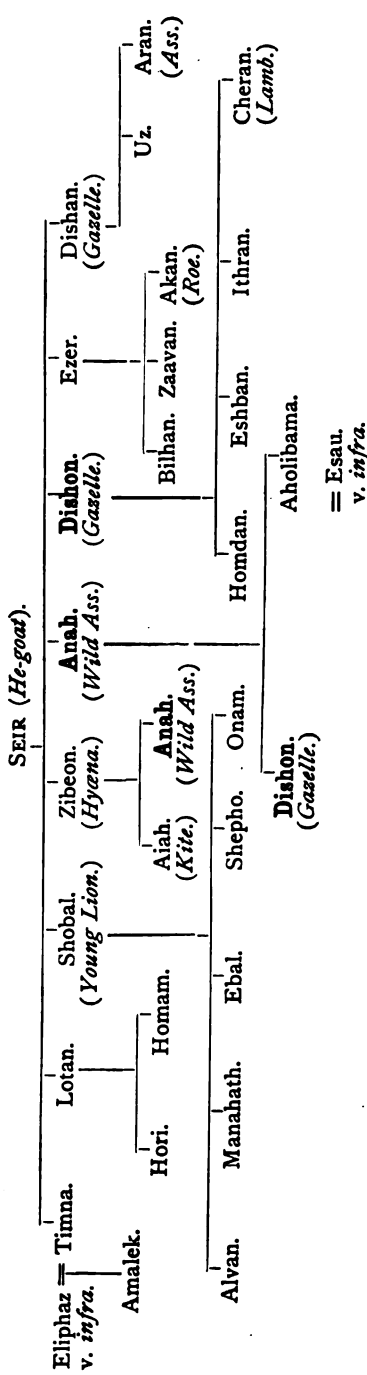 SEIR (He-goat).
Eliphaz = Timna. Lotan. Shobal. Zibeon. Anah. Dishon. Ezer. Dishan.
v. infra. (Young Lion.) (Hyæna.) (Wild Ass.) (Gazelle.) (Gazelle.)
Amalek. Hori. Homam. Aiah. Anah. Bilhan. Zaavan. Akan. Uz. Aran.
(Kite.) (Wild Ass.) (Roe.) (Ass.)
Alvan. Manahath. Ebal. Shepho. Onam. Homdan. Eshban. Ithran. Cheran.
(Lamb.)
Dishon. Aholibama.
(Gazelle.)
= Esau.
v. infra.